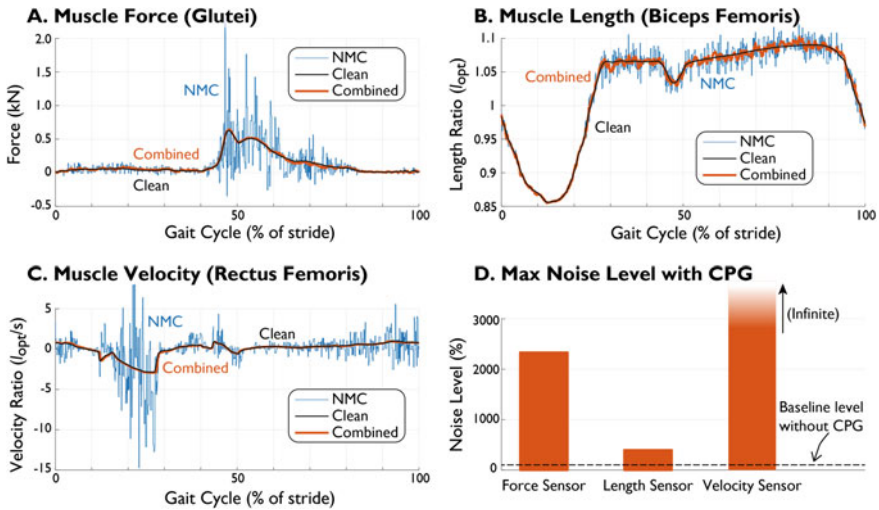 A. Muscle Force (Glutei)
2.0
1.5
1.0
0.5
0
-0.5
Force (kN)
NMC
Clean
Combined
NMC
Combined
Clean
0
50
100
Gait Cycle (% of stride)
B. Muscle Length (Biceps Femoris)
1.1
1.05
1
0.95
0.9
0.85
Length Ratio (lopt)
Combined
NMC
Clean
NMC
Clean
Combined
0
50
100
Gait Cycle (% of stride)
C. Muscle Velocity (Rectus Femoris)
5
0
-5
-10
-15
Velocity Ratio (lopt/s)
NMC
Clean
Combined
NMC
Clean
Combined
0
50
100
Gait Cycle (% of stride)
D. Max Noise Level with CPG
3000
2000
1000
0
Noise Level (%)
(Infinite)
Baseline level
without CPG
Force Sensor
Length Sensor
Velocity Sensor